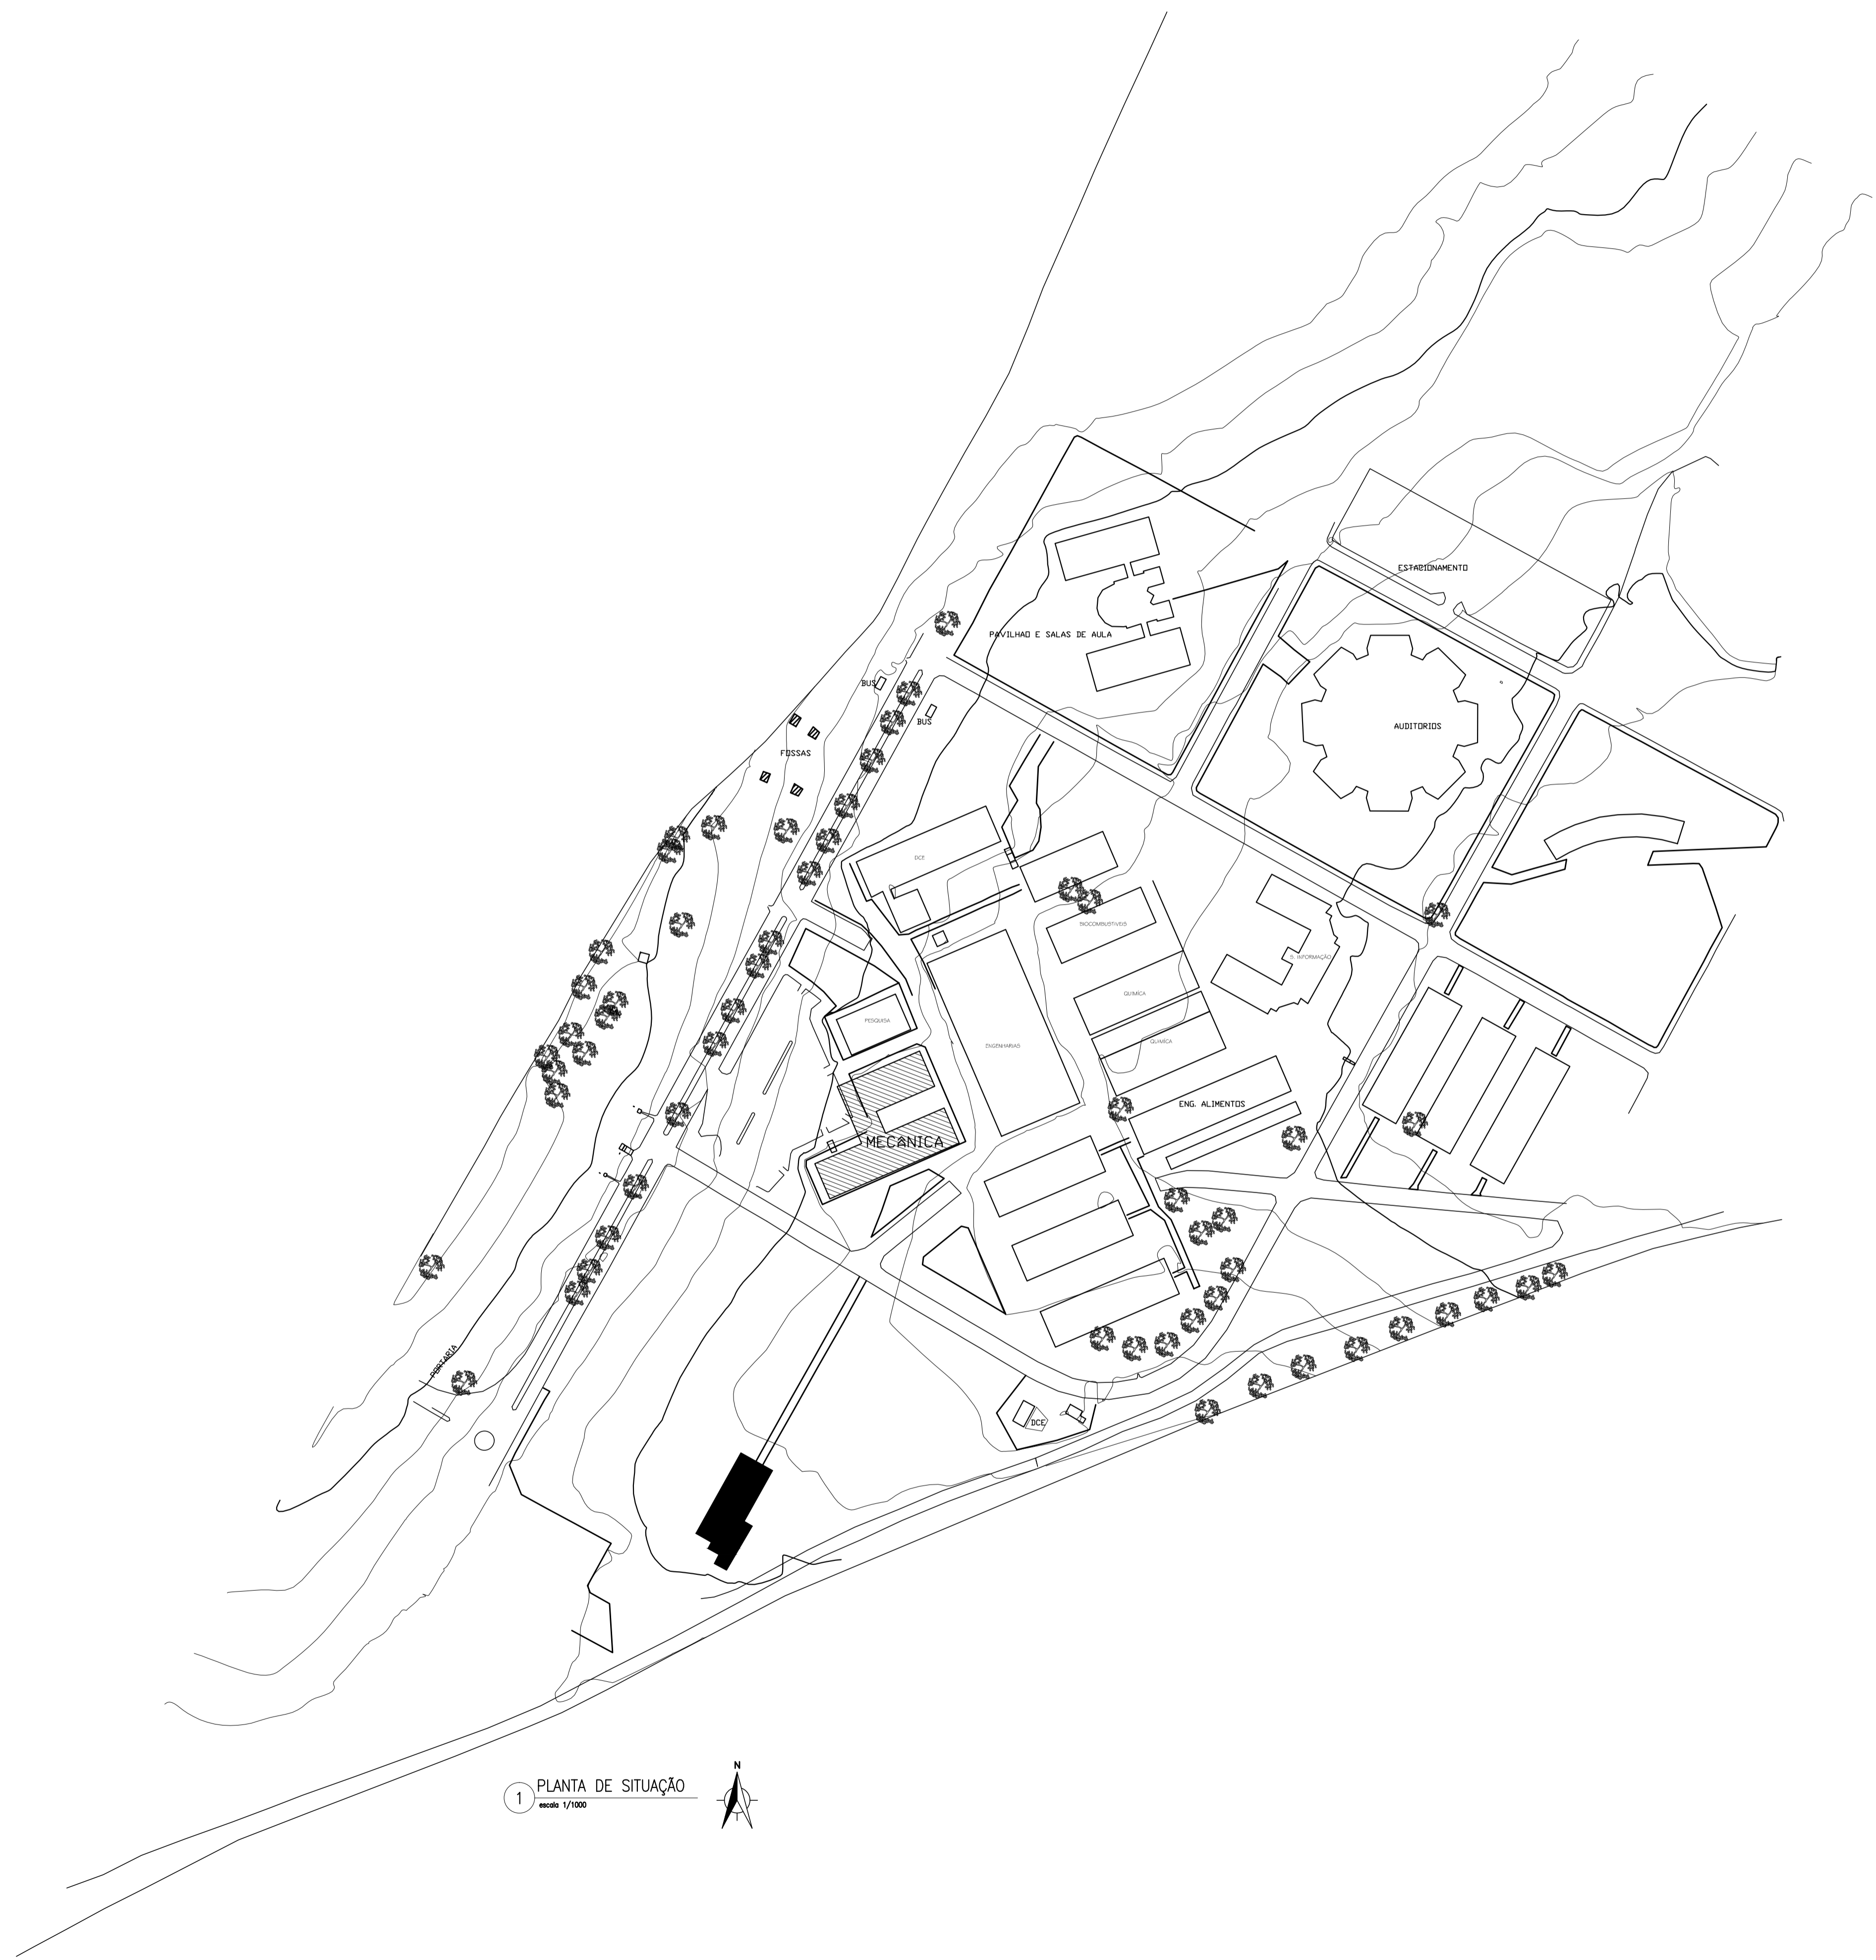 ESTACIONAMENTO
PAVILHAO E SALAS DE AULA
BUS
BUS
AUDITORIOS
FOSSAS
DCE
BIOCOMBUSTIVEIS
S. INFORMAÇÃO
QUIMICA
PESQUISA
ENGENHARIAS
QUIMICA
ENG. ALIMENTOS
MECÂNICA
PORTARIA
DCE
N
1
PLANTA DE SITUAÇÃO
escala 1/1000